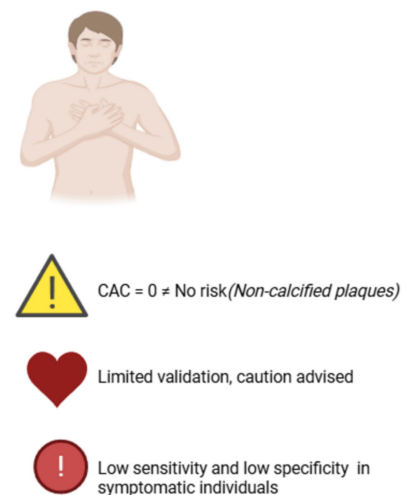 CAC = 0 ≠ No risk(Non-calcified plaques)
Limited validation, caution advised
Low sensitivity and low specificity in
symptomatic individuals